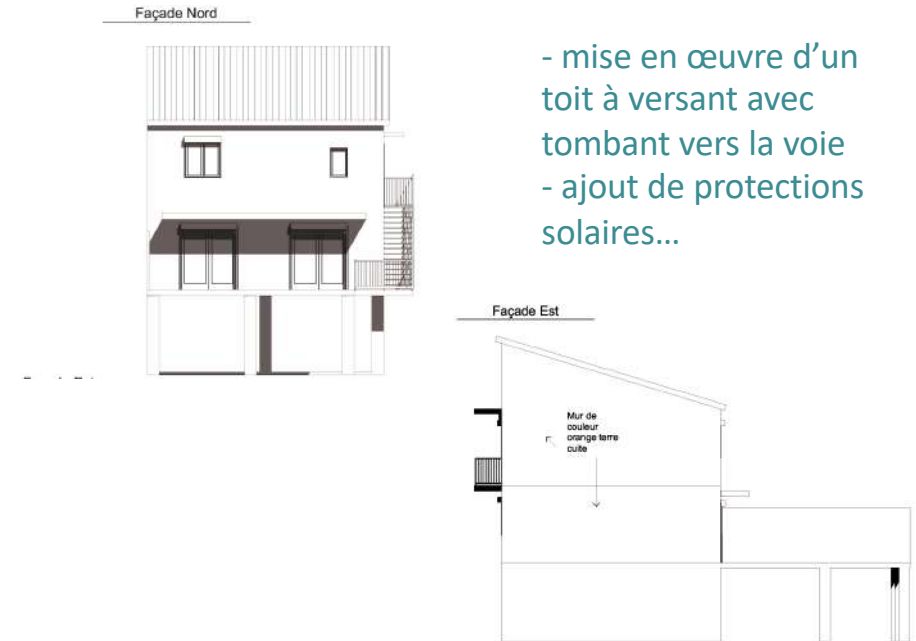 Façade Nord
- mise en œuvre d’un
toit à versant avec
tombant vers la voie
- ajout de protections
solaires…
Façade Est
Mur de
couleur
orange terre
cuite